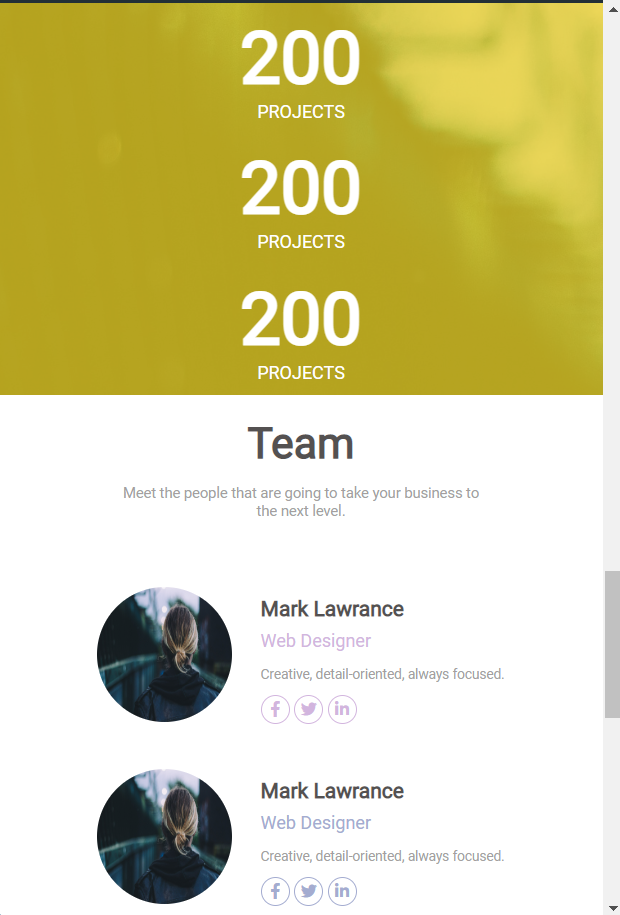 200
PROJECTS
200
PROJECTS
200
PROJECTS
Team
Meet the people that are going to take your business to
the next level.
Mark Lawrance
Web Designer
Creative, detail-oriented, always focused.
Mark Lawrance
Web Designer
Creative, detail-oriented, always focused.